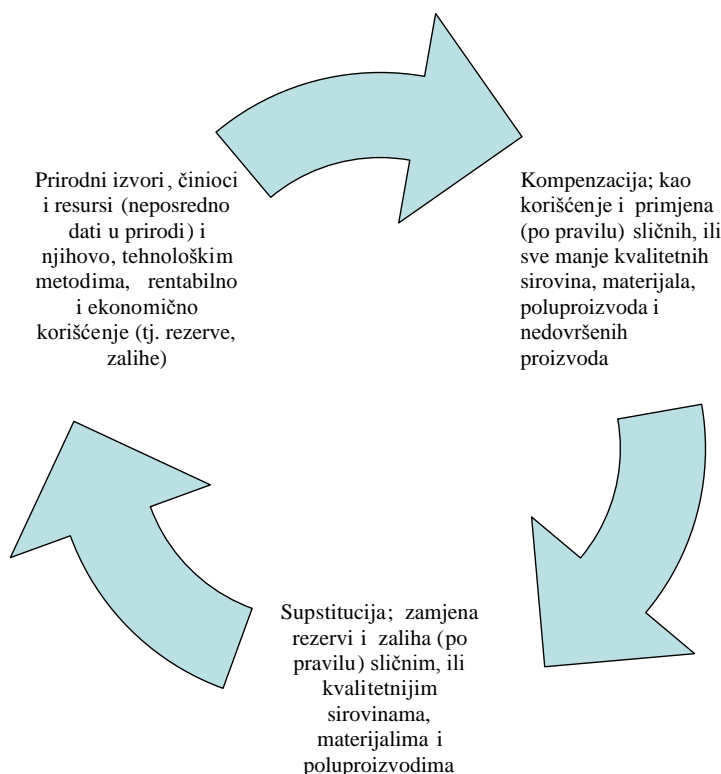 Prirodni izvori, činioci
i resursi (neposredno
dati u prirodi) i
njihovo, tehnološkim
metodima, rentabilno
i ekonomično
korišćenje (tj. rezerve,
zalihe)
Kompenzacija; kao
korišćenje i primjena
(po pravilu) sličnih, ili
sve manje kvalitetnih
sirovina, materijala,
poluproizvoda i
nedovršenih
proizvoda
Supstitucija; zamjena
rezervi i zaliha (po
pravilu) sličnim, ili
kvalitetnijim
sirovinama,
materijalima i
poluproizvodima